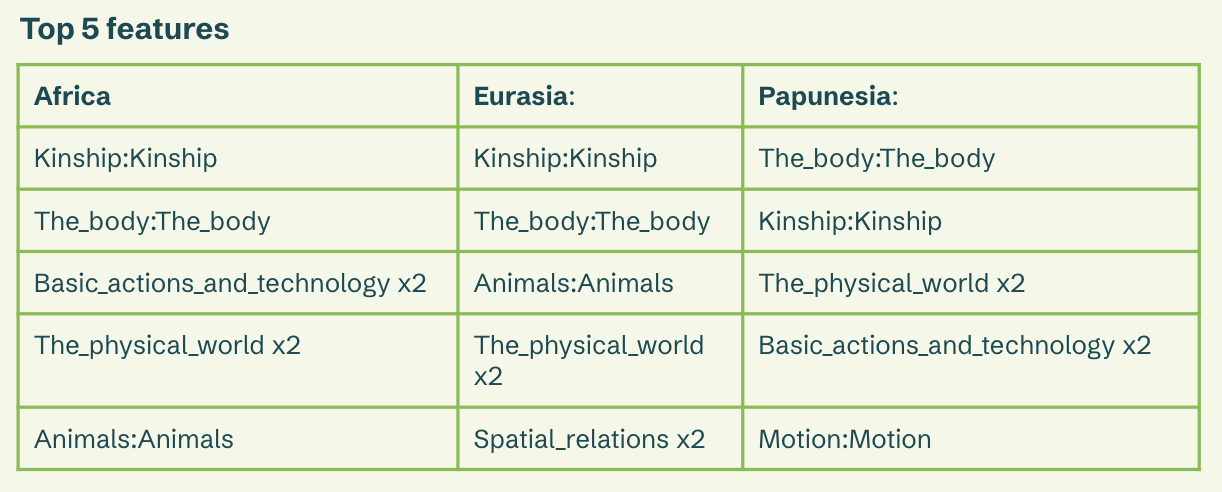 Top 5 features
Africa
Eurasia:
Papunesia:
Kinship:Kinship
Kinship:Kinship
The_body:The_body
The_body:The_body
The_body:The_body
Kinship:Kinship
Basic_actions_and_technology x2
Animals:Animals
The_physical_world x2
The_physical_world x2
The_physical_world
x2
Basic_actions_and_technology x2
Animals:Animals
Spatial_relations x2
Motion:Motion